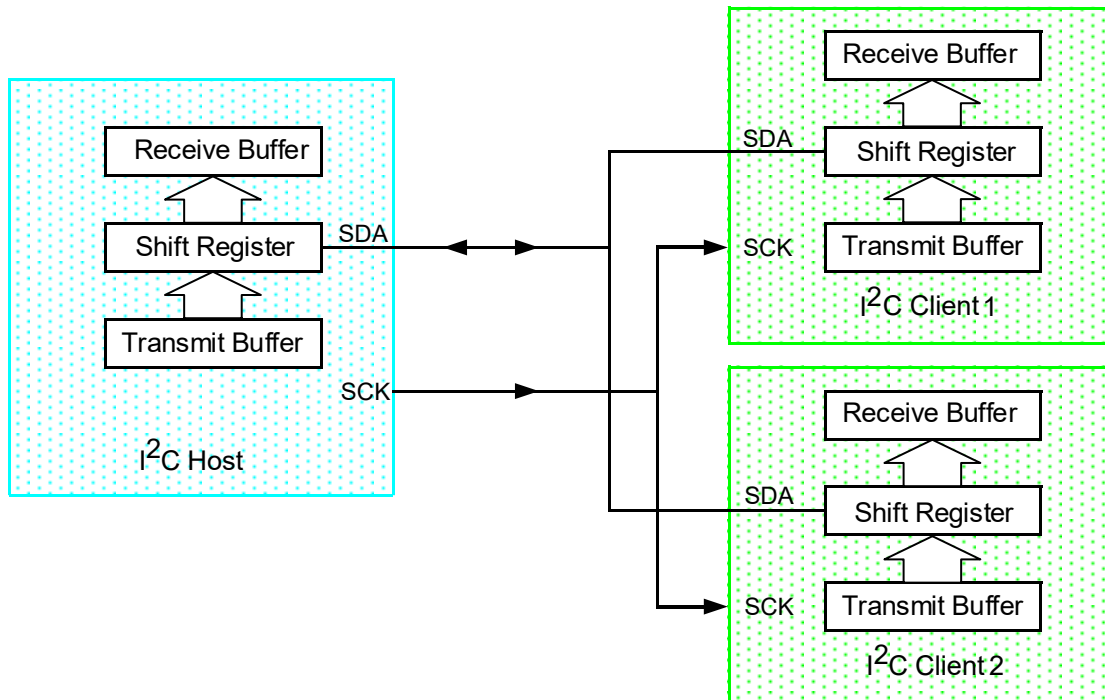 Receive Buffer
Shift Register
SDA
Transmit Buffer
SCK
I²C Host
Receive Buffer
SDA
Shift Register
SCK
Transmit Buffer
I²C Client 1
Receive Buffer
SDA
Shift Register
SCK
Transmit Buffer
I²C Client 2